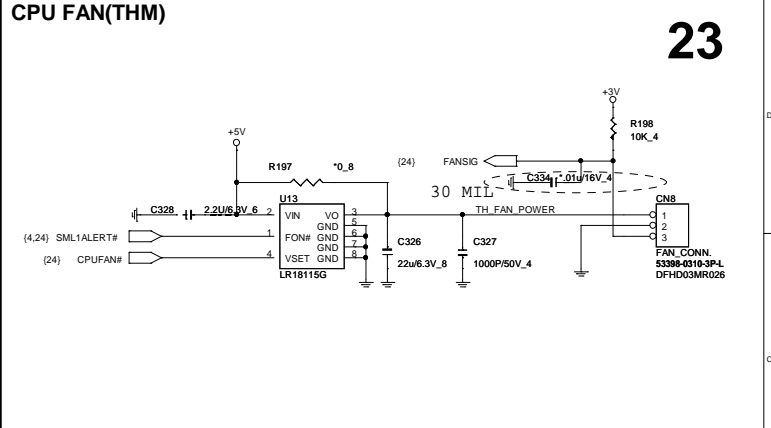 CPU FAN(THM)
23
+3V
D
R198
10K_4
+5V
R197 *0_8
{24} FANSIG
C334 *.01u/16V_4
30 MIL
CN8
U13
C328 2.2U/6.3V_6 2 VIN VO 3
TH_FAN_POWER
1
GND 5
2
{4,24} SML1ALERT# 1 FON# GND 6
3
GND 7
{24} CPUFAN# 4 VSET GND 8
C326
C327
FAN_CONN.
22u/6.3V_8
1000P/50V_4
53398-0310-3P-L
LR18115G
DFHD03MR026
C